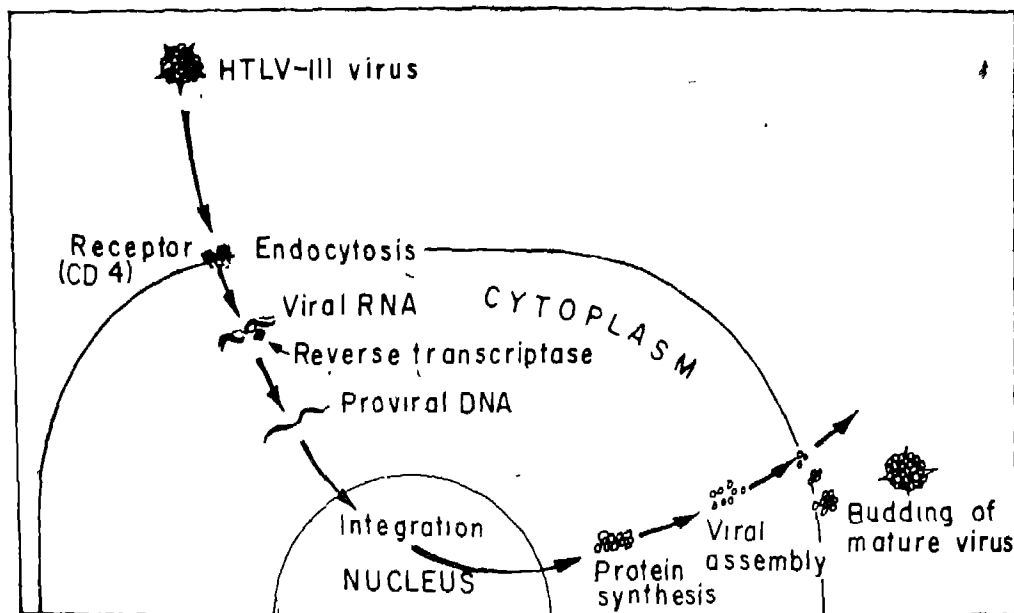 HTLV-III virus
Receptor
(CD 4)
Endocytosis
CYTOPLASM
Viral RNA
Reverse transcriptase
Proviral DNA
Integration
NUCLEUS
Protein
synthesis
Viral
assembly
Budding of
mature virus